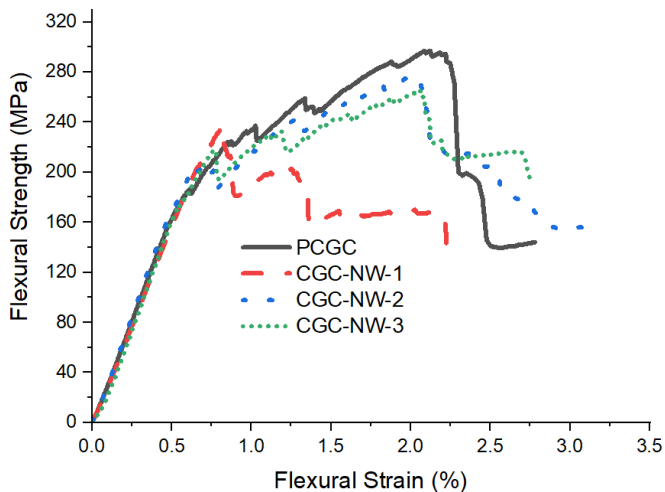 Flexural Strength (MPa)
320
280
240
200
160
120
80
40
0
PCGC
CGC-NW-1
CGC-NW-2
CGC-NW-3
0.0 0.5 1.0 1.5 2.0 2.5 3.0 3.5
Flexural Strain (%)